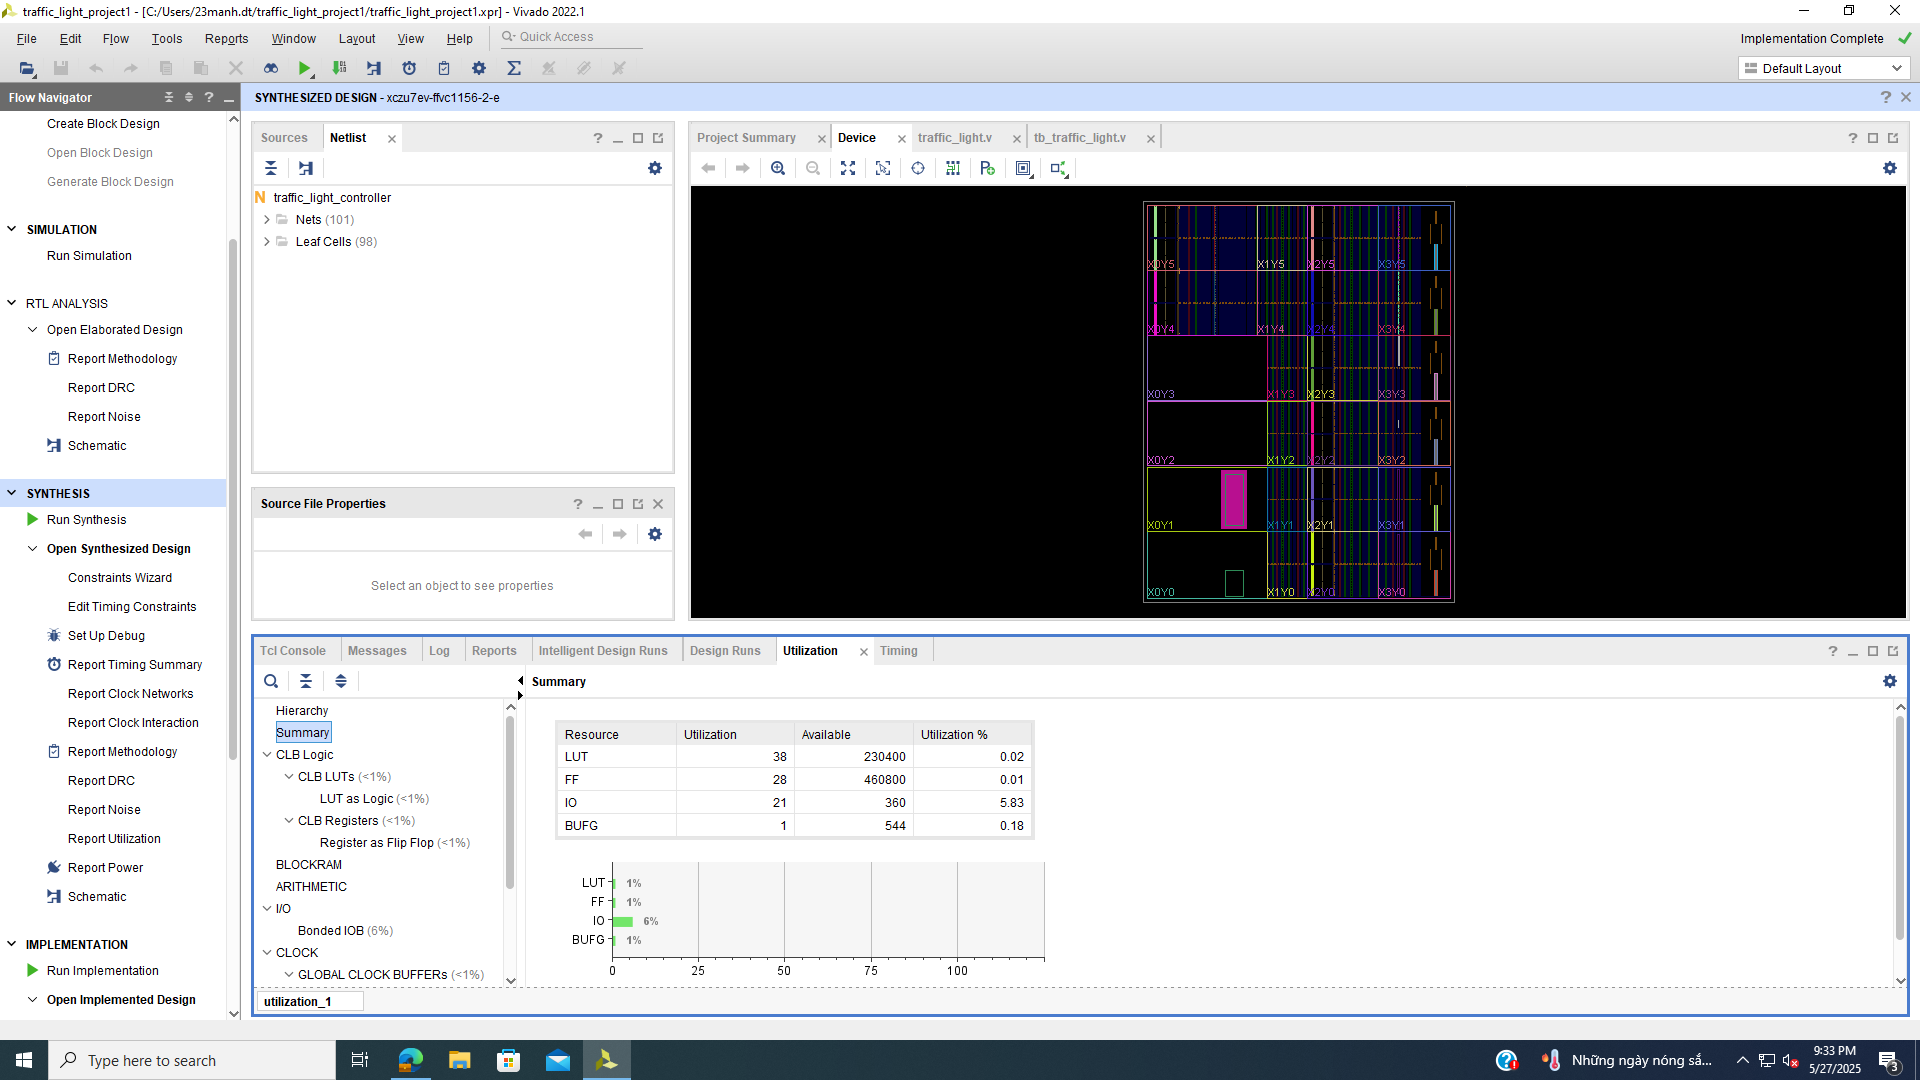 traffic_light_project1 - [C:/Users/23manh.dt/traffic_light_project1/traffic_light_project1.xpr] - Vivado 2022.1
File Edit Flow Tools Reports Window Layout View Help Quick Access
Implementation Complete
Default Layout
Flow Navigator
Create Block Design
Open Block Design
Generate Block Design
SIMULATION
Run Simulation
RTL ANALYSIS
Open Elaborated Design
Report Methodology
Report DRC
Report Noise
Schematic
SYNTHESIS
Run Synthesis
Open Synthesized Design
Constraints Wizard
Edit Timing Constraints
Set Up Debug
Report Timing Summary
Report Clock Networks
Report Clock Interaction
Report Methodology
Report DRC
Report Noise
Report Utilization
Report Power
Schematic
IMPLEMENTATION
Run Implementation
Open Implemented Design
SYNTHESIZED DESIGN - xczu7ev-ffvc1156-2-e
Sources Netlist
traffic_light_controller
Nets (101)
Leaf Cells (98)
Source File Properties
Select an object to see properties
Project Summary Device traffic_light.v tb_traffic_light.v
X0Y5 X1Y5 X2Y5 X3Y5
X0Y4 X1Y4 X2Y4 X3Y4
X0Y3 X1Y3 X2Y3 X3Y3
X0Y2 X1Y2 X2Y2 X3Y2
X0Y1 X1Y1 X2Y1 X3Y1
X0Y0 X1Y0 X2Y0 X3Y0
Tcl Console Messages Log Reports Intelligent Design Runs Design Runs Utilization Timing
Summary
Hierarchy
Summary
CLB Logic
CLB LUTs (<1%)
LUT as Logic (<1%)
CLB Registers (<1%)
Register as Flip Flop (<1%)
BLOCKRAM
ARITHMETIC
I/O
Bonded IOB (6%)
CLOCK
GLOBAL CLOCK BUFFERs (<1%)
Resource Utilization Available Utilization %
LUT 38 230400 0.02
FF 28 460800 0.01
IO 21 360 5.83
BUFG 1 544 0.18
LUT 1%
FF 1%
IO 6%
BUFG 1%
0 25 50 75 100
utilization_1
Type here to search
Những ngày nóng sắ...
9:33 PM
5/27/2025
3